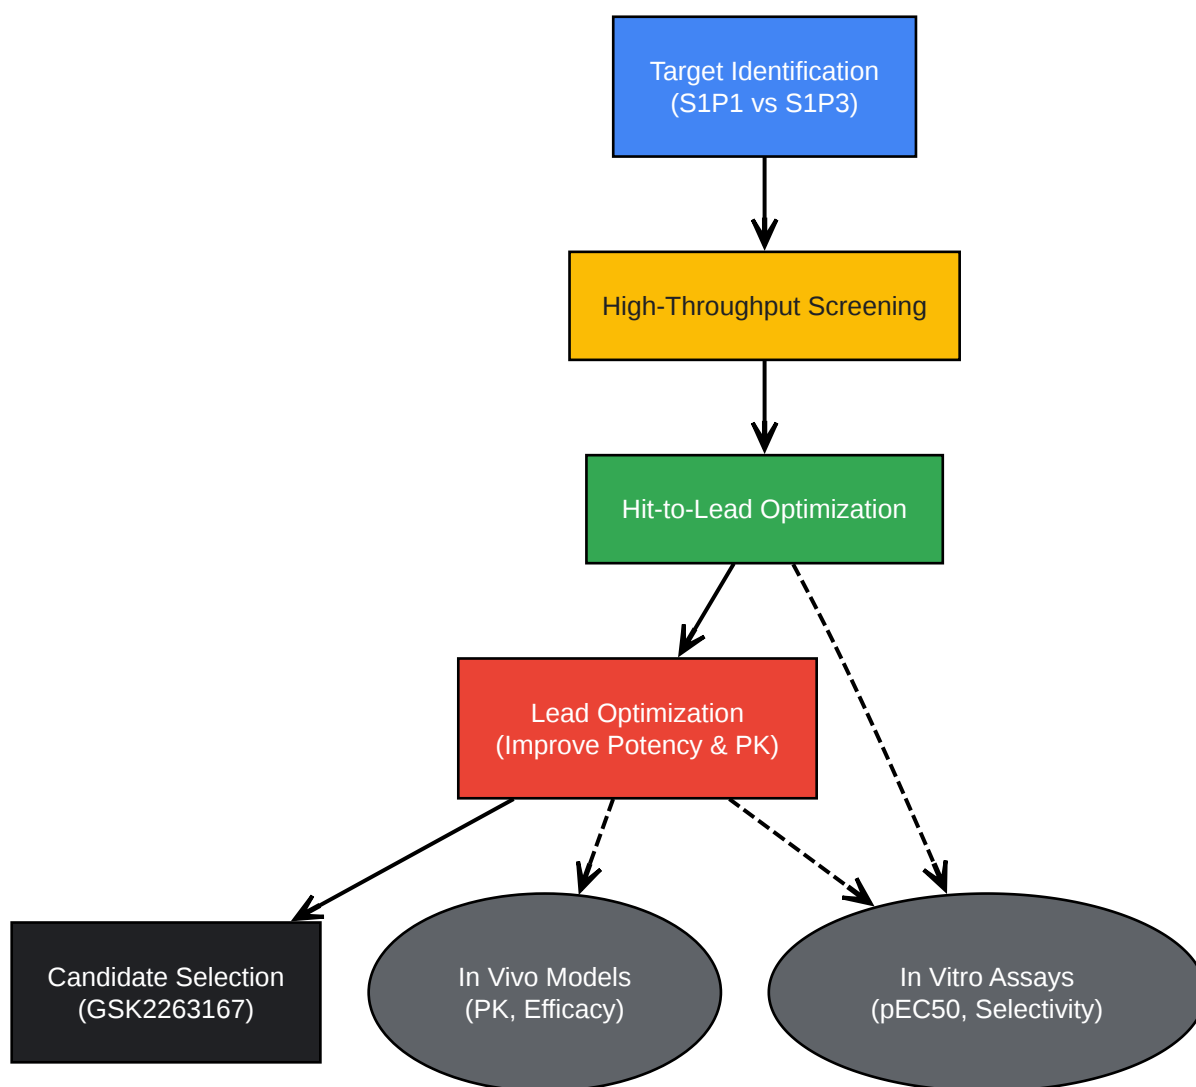 Target Identification
(S1P1 vs S1P3)
High-Throughput Screening
Hit-to-Lead Optimization
Lead Optimization
(Improve Potency & PK)
Candidate Selection
(GSK2263167)
In Vivo Models
(PK, Efficacy)
In Vitro Assays
(pEC50, Selectivity)